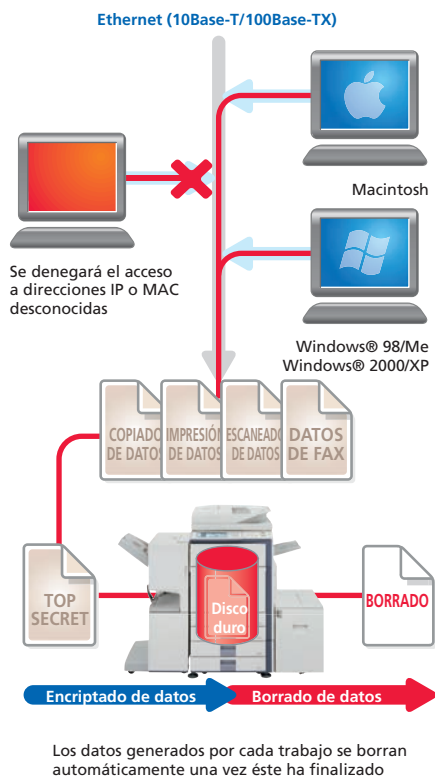 Ethernet (10Base-T/100Base-TX)
Macintosh
Se denegará el acceso
a direcciones IP o MAC
desconocidas
Windows® 98/Me
Windows® 2000/XP
COPIADO
DE DATOS
IMPRESIÓN
DE DATOS
ESCANEADO
DE DATOS
DATOS
DE FAX
TOP
SECRET
Disco
duro
BORRADO
Encriptado de datos
Borrado de datos
Los datos generados por cada trabajo se borran
automáticamente una vez éste ha finalizado